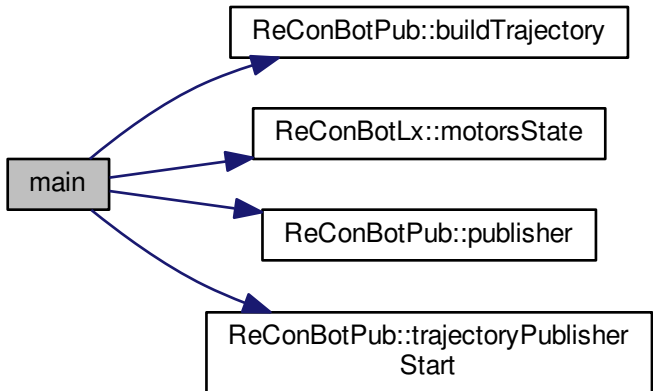 ReConBotPub::buildTrajectory
ReConBotLx::motorsState
main
ReConBotPub::publisher
ReConBotPub::trajectoryPublisher
Start